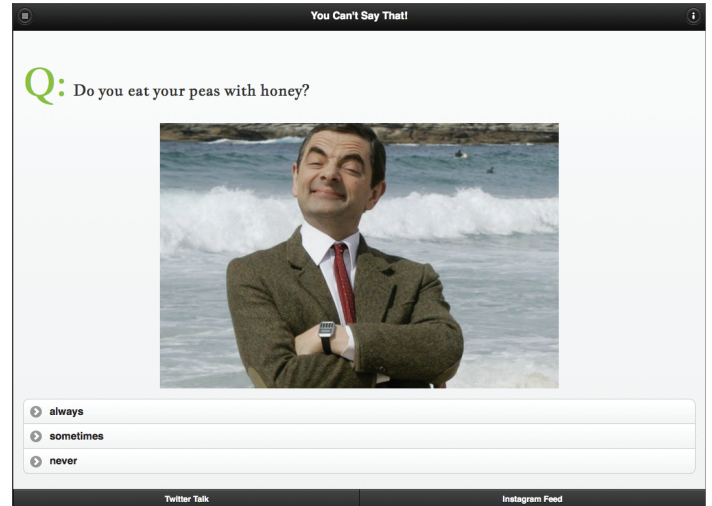 You Can't Say That!
Q: Do you eat your peas with honey?
always
sometimes
never
Twitter Talk
Instagram Feed